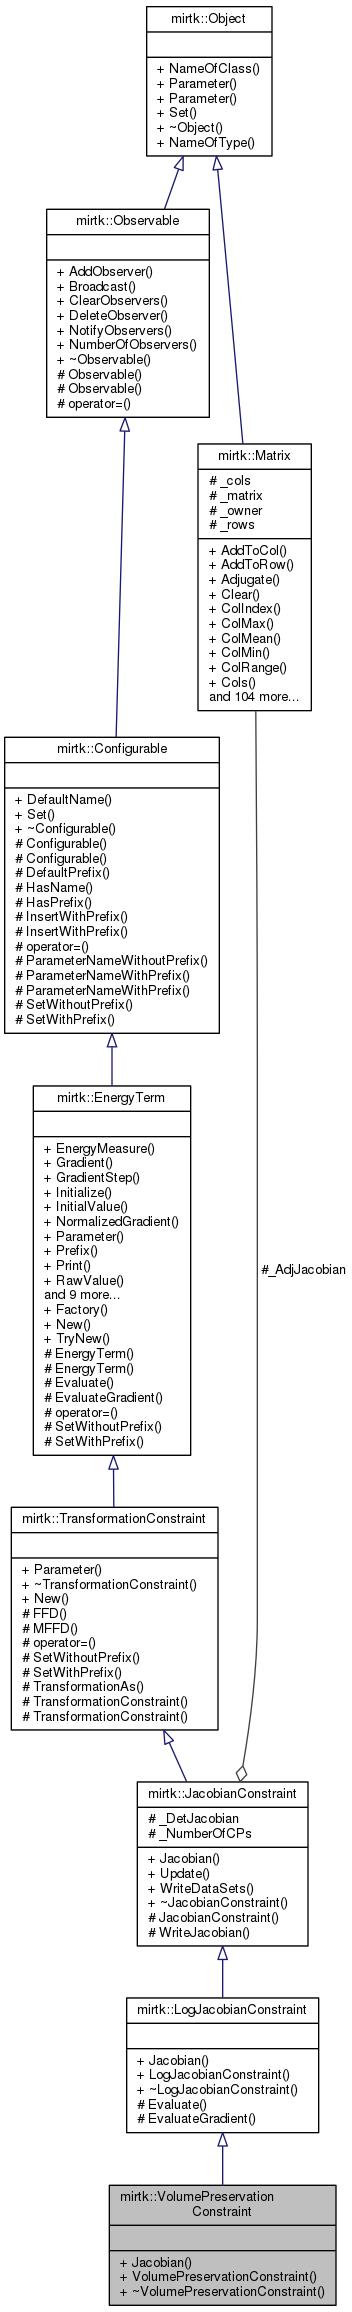 mirtk::Object
+ NameOfClass()
+ Parameter()
+ Parameter()
+ Set()
+ ~Object()
+ NameOfType()
mirtk::Observable
+ AddObserver()
+ Broadcast()
+ ClearObservers()
+ DeleteObserver()
+ NotifyObservers()
+ NumberOfObservers()
+ ~Observable()
# Observable()
# Observable()
# operator=()
mirtk::Matrix
# _cols
# _matrix
# _owner
# _rows
+ AddToCol()
+ AddToRow()
+ Adjugate()
+ Clear()
+ ColIndex()
+ ColMax()
+ ColMean()
+ ColMin()
+ ColRange()
+ Cols()
and 104 more...
mirtk::Configurable
+ DefaultName()
+ Set()
+ ~Configurable()
# Configurable()
# Configurable()
# DefaultPrefix()
# HasName()
# HasPrefix()
# InsertWithPrefix()
# InsertWithPrefix()
# operator=()
# ParameterNameWithoutPrefix()
# ParameterNameWithPrefix()
# ParameterNameWithPrefix()
# SetWithoutPrefix()
# SetWithPrefix()
mirtk::EnergyTerm
+ EnergyMeasure()
+ Gradient()
+ GradientStep()
+ Initialize()
+ InitialValue()
+ NormalizedGradient()
+ Parameter()
+ Prefix()
+ Print()
+ RawValue()
and 9 more...
+ Factory()
+ New()
+ TryNew()
# EnergyTerm()
# EnergyTerm()
# Evaluate()
# EvaluateGradient()
# operator=()
# SetWithoutPrefix()
# SetWithPrefix()
#_AdjJacobian
mirtk::TransformationConstraint
+ Parameter()
+ ~TransformationConstraint()
+ New()
# FFD()
# MFFD()
# operator=()
# SetWithoutPrefix()
# SetWithPrefix()
# TransformationAs()
# TransformationConstraint()
# TransformationConstraint()
mirtk::JacobianConstraint
# _DetJacobian
# _NumberOfCPs
+ Jacobian()
+ Update()
+ WriteDataSets()
+ ~JacobianConstraint()
# JacobianConstraint()
# WriteJacobian()
mirtk::LogJacobianConstraint
+ Jacobian()
+ LogJacobianConstraint()
+ ~LogJacobianConstraint()
# Evaluate()
# EvaluateGradient()
mirtk::VolumePreservation
Constraint
+ Jacobian()
+ VolumePreservationConstraint()
+ ~VolumePreservationConstraint()